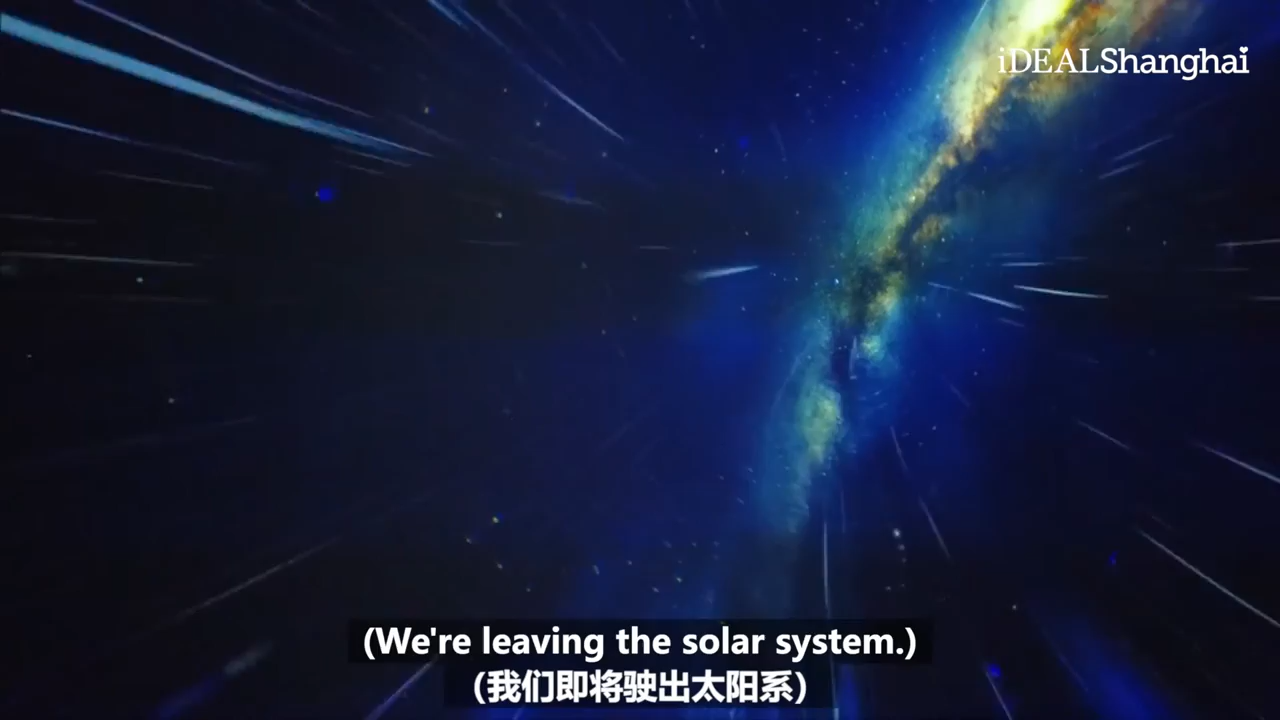 iDEALShanghai
(We're leaving the solar system.)
（我们即将驶出太阳系）